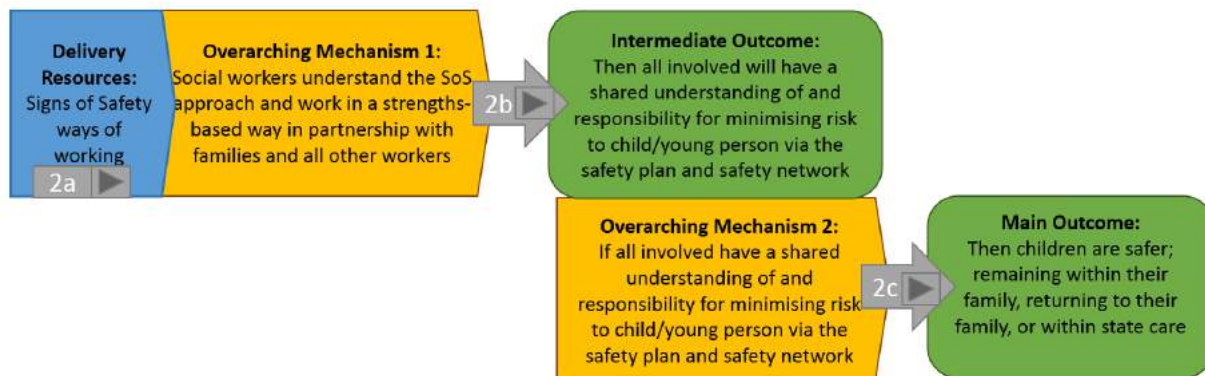 Delivery
Resources:
Signs of Safety
ways of
working
2a
Overarching Mechanism 1:
Social workers understand the SoS
approach and work in a strengths-
based way in partnership with
families and all other workers
2b
Intermediate Outcome:
Then all involved will have a
shared understanding of and
responsibility for minimising risk
to child/young person via the
safety plan and safety network
Overarching Mechanism 2:
If all involved have a shared
understanding of and
responsibility for minimising risk
to child/young person via the
safety plan and safety network
2c
Main Outcome:
Then children are safer;
remaining within their
family, returning to their
family, or within state care